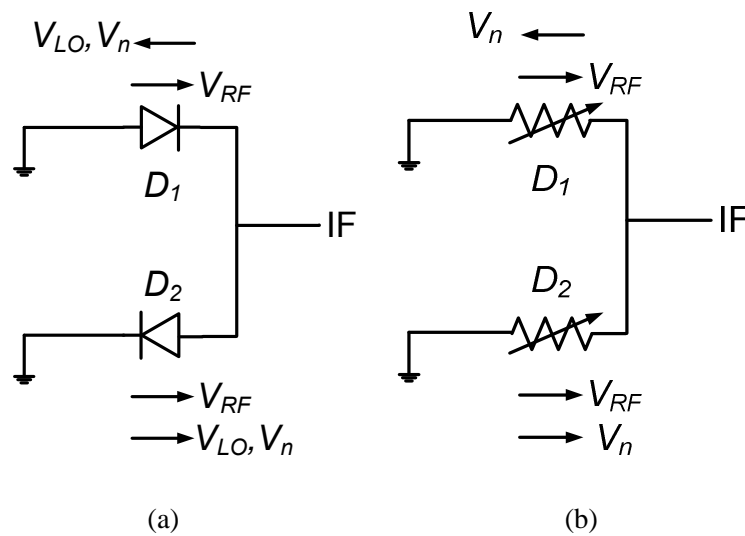 V_LO, V_n
V_RF
D_1
IF
D_2
V_RF
V_LO, V_n
(a)
V_n
V_RF
D_1
IF
D_2
V_RF
V_n
(b)